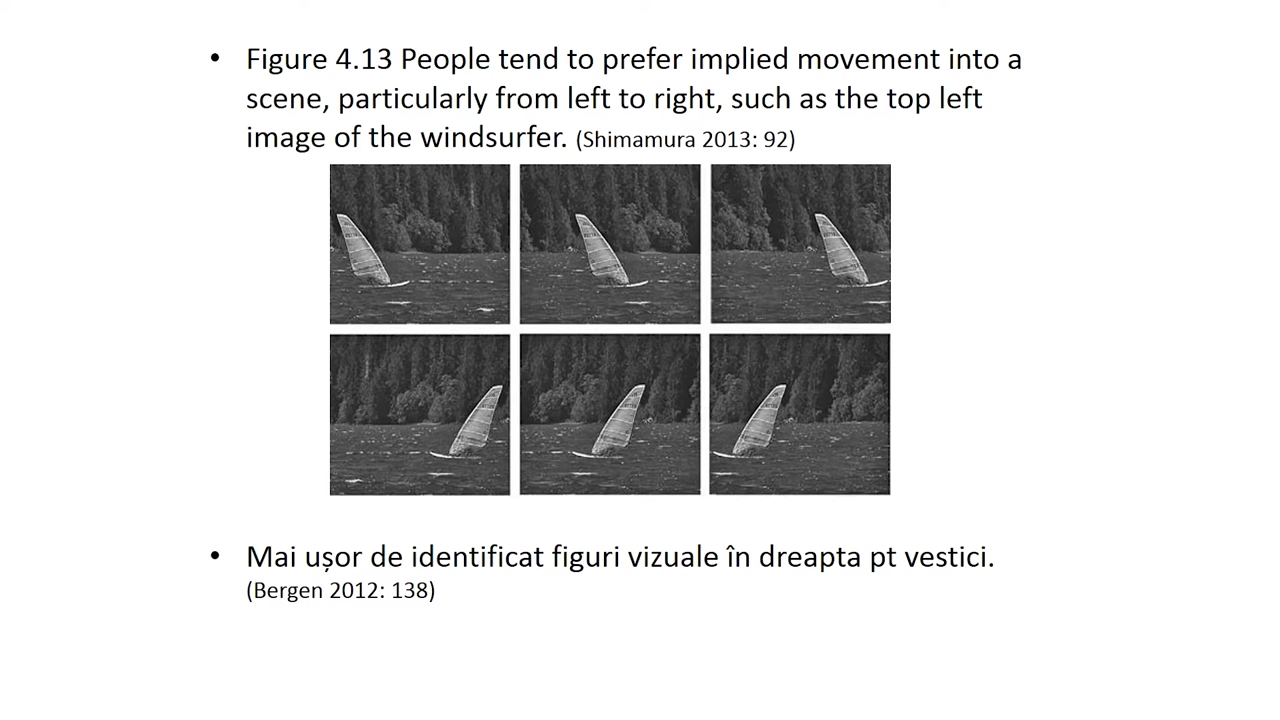 • Figure 4.13 People tend to prefer implied movement into a
scene, particularly from left to right, such as the top left
image of the windsurfer. (Shimamura 2013: 92)
• Mai ușor de identificat figuri vizuale în dreapta pt vestici.
(Bergen 2012: 138)